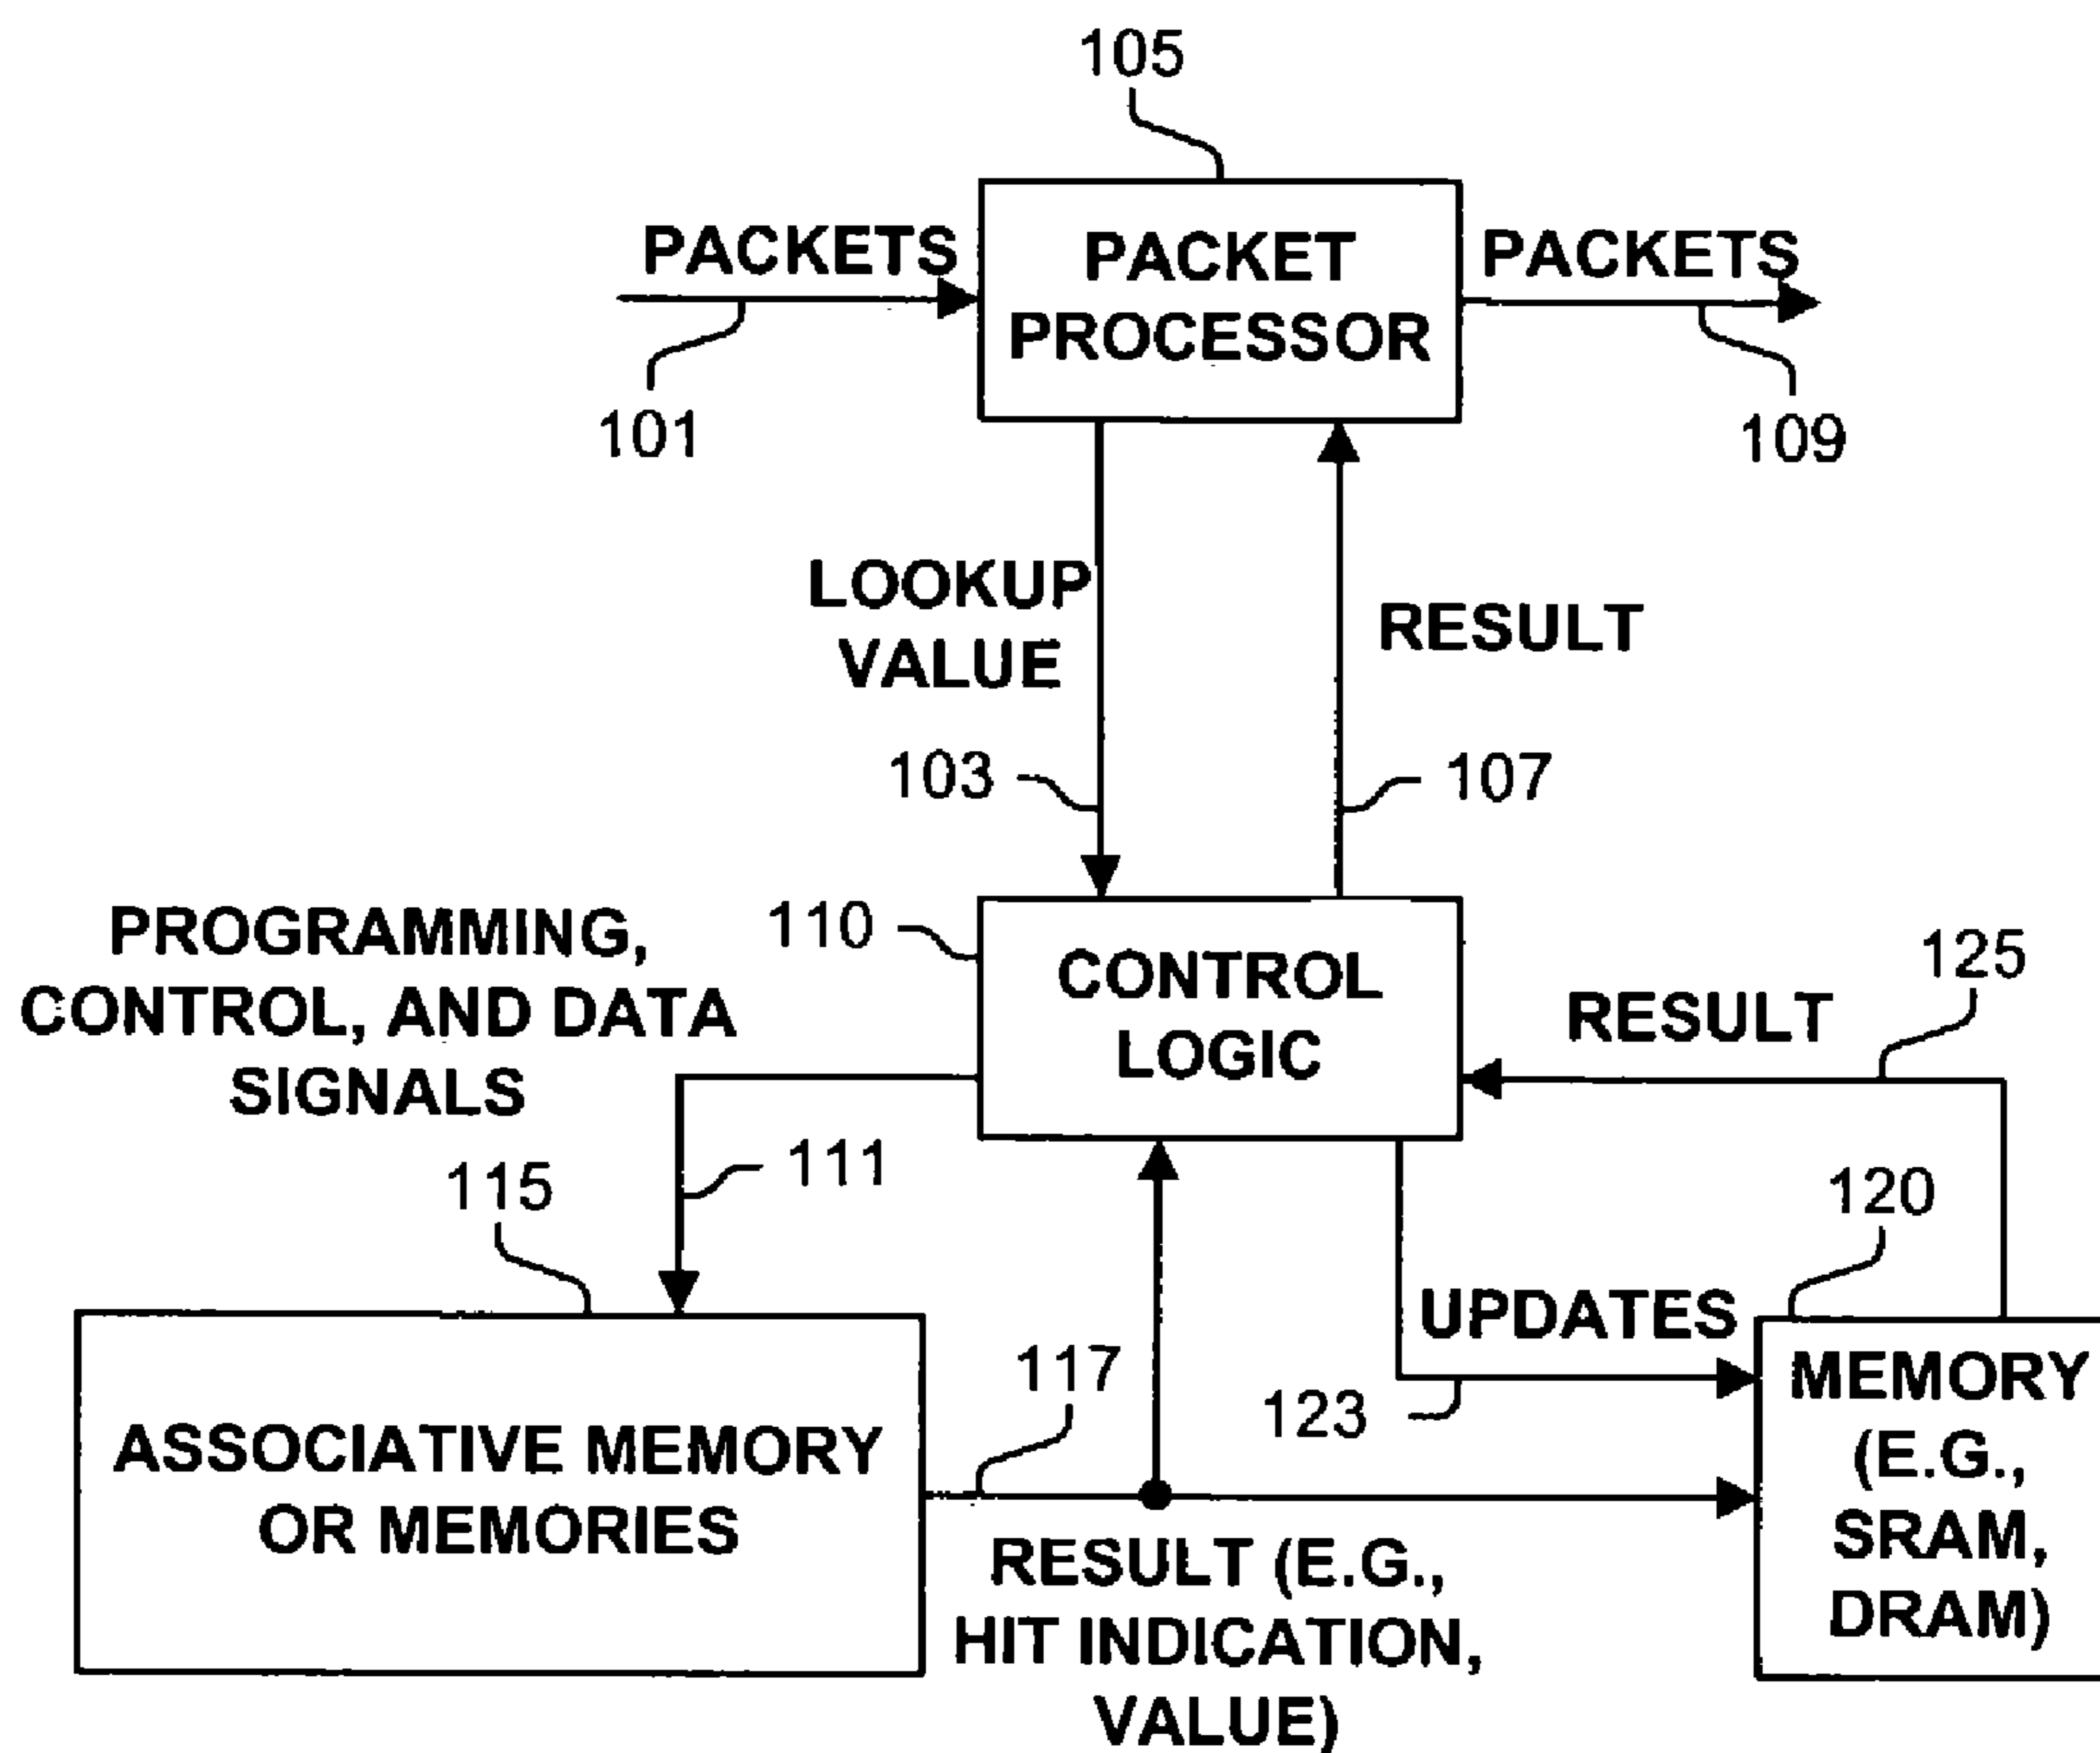 105
PACKETS
PACKET
PROCESSOR
PACKETS
101
109
LOOKUP
VALUE
RESULT
103
107
PROGRAMMING,
CONTROL, AND DATA
SIGNALS
110
CONTROL
LOGIC
125
RESULT
111
115
120
UPDATES
117
123
ASSOCIATIVE MEMORY
OR MEMORIES
MEMORY
(E.G.,
SRAM,
DRAM)
RESULT (E.G.,
HIT INDICATION,
VALUE)